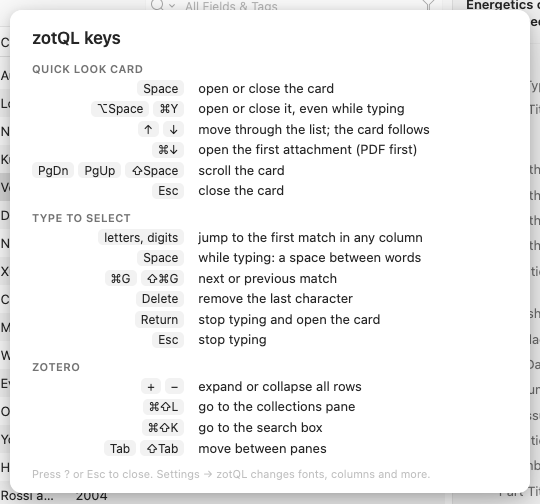 All Fields & Tags
Energetics o
zotQL keys
QUICK LOOK CARD
Space open or close the card
⌥Space ⌘Y open or close it, even while typing
↑ ↓ move through the list; the card follows
⌘↓ open the first attachment (PDF first)
PgDn PgUp ⇧Space scroll the card
Esc close the card
TYPE TO SELECT
letters, digits jump to the first match in any column
Space while typing: a space between words
⌘G ⇧⌘G next or previous match
Delete remove the last character
Return stop typing and open the card
Esc stop typing
ZOTERO
+ − expand or collapse all rows
⌘⇧L go to the collections pane
⌘⇧K go to the search box
Tab ⇧Tab move between panes
Press ? or Esc to close. Settings → zotQL changes fonts, columns and more.
Rossi a... 2004